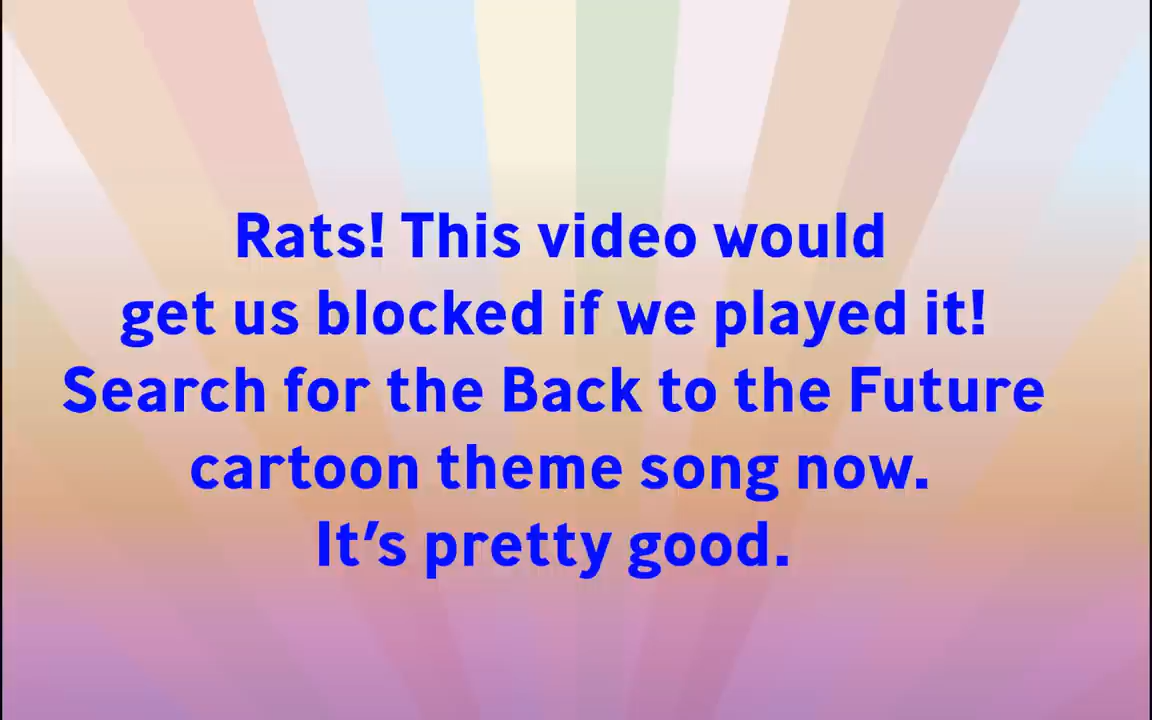 Rats! This video would
get us blocked if we played it!
Search for the Back to the Future
cartoon theme song now.
It’s pretty good.